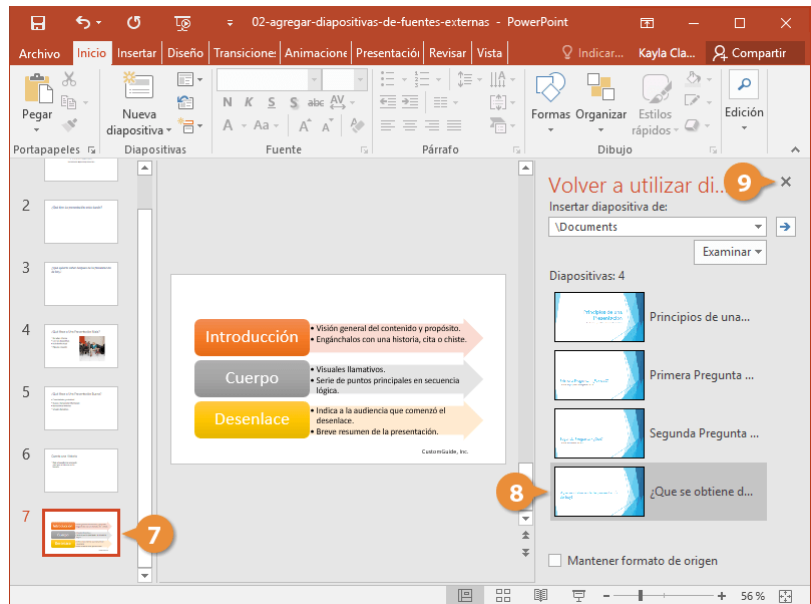 02-agregar-diapositivas-de-fuentes-externas - PowerPoint
Archivo Inicio Insertar Diseño Transicione: Animacione Presentació Revisar Vista Indicar... Kayla Cla... Compartir
Pegar
Nueva
diapositiva
N K S S abc AV
A Aa A A
Formas Organizar Estilos
rápidos
Edición
Portapapeles Diapositivas Fuente Párrafo Dibujo
2
3
4
5
6
7
7
Introducción
• Visión general del contenido y propósito.
• Engánchalos con una historia, cita o chiste.
Cuerpo
• Visuales llamativos.
• Serie de puntos principales en secuencia
lógica.
Desenlace
• Indica a la audiencia que comenzó el
desenlace.
• Breve resumen de la presentación.
CustomGuide, Inc.
Volver a utilizar di...
9
Insertar diapositiva de:
\Documents
Examinar
Diapositivas: 4
Principios de una
Presentación
Principios de una...
Primera Pregunta ...
Segunda Pregunta ...
8
¿Que se obtiene d...
Mantener formato de origen
56 %